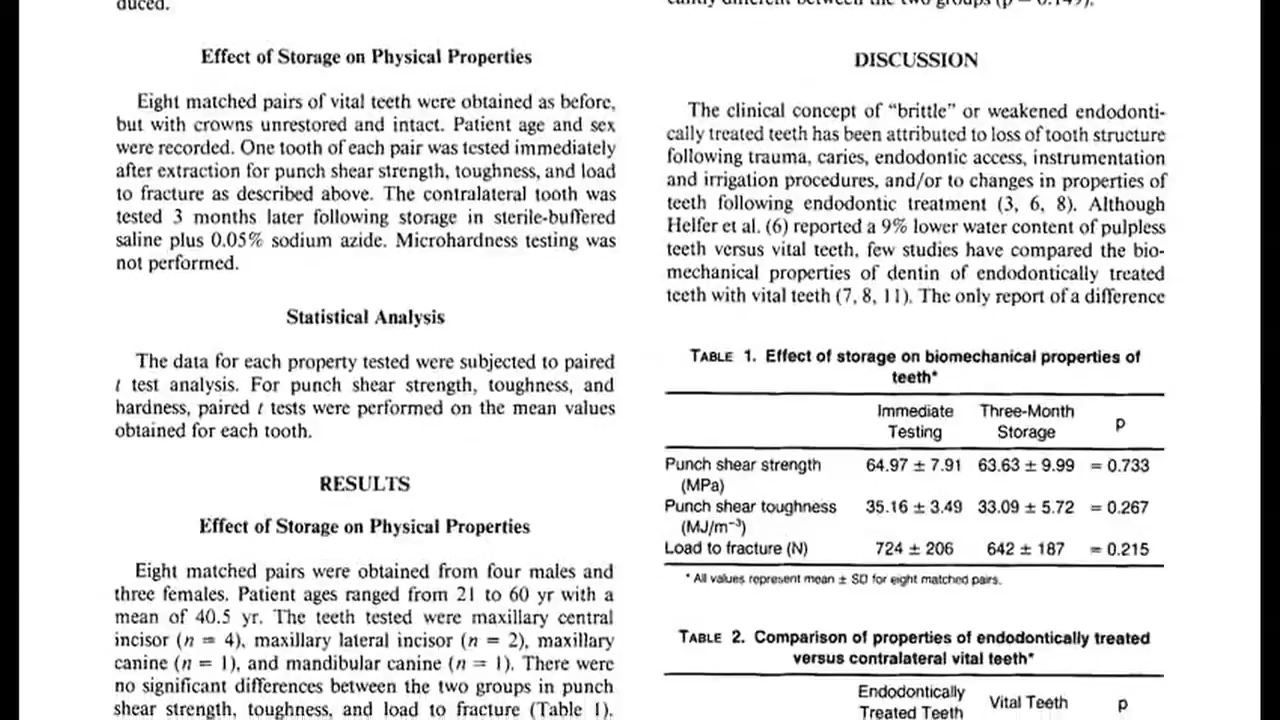 duced.
Effect of Storage on Physical Properties
Eight matched pairs of vital teeth were obtained as before,
but with crowns unrestored and intact. Patient age and sex
were recorded. One tooth of each pair was tested immediately
after extraction for punch shear strength, toughness, and load
to fracture as described above. The contralateral tooth was
tested 3 months later following storage in sterile-buffered
saline plus 0.05% sodium azide. Microhardness testing was
not performed.
Statistical Analysis
The data for each property tested were subjected to paired
t test analysis. For punch shear strength, toughness, and
hardness, paired t tests were performed on the mean values
obtained for each tooth.
RESULTS
Effect of Storage on Physical Properties
Eight matched pairs were obtained from four males and
three females. Patient ages ranged from 21 to 60 yr with a
mean of 40.5 yr. The teeth tested were maxillary central
incisor (n = 4), maxillary lateral incisor (n = 2), maxillary
canine (n = 1), and mandibular canine (n = 1). There were
no significant differences between the two groups in punch
shear strength, toughness, and load to fracture (Table 1).
cantly different between the two groups (p = 0.149).
DISCUSSION
The clinical concept of "brittle" or weakened endodonti-
cally treated teeth has been attributed to loss of tooth structure
following trauma, caries, endodontic access, instrumentation
and irrigation procedures, and/or to changes in properties of
teeth following endodontic treatment (3, 6, 8). Although
Helfer et al. (6) reported a 9% lower water content of pulpless
teeth versus vital teeth, few studies have compared the bio-
mechanical properties of dentin of endodontically treated
teeth with vital teeth (7, 8, 11). The only report of a difference
TABLE 1. Effect of storage on biomechanical properties of
teeth*
Immediate Three-Month p
Testing Storage
Punch shear strength 64.97 ± 7.91 63.63 ± 9.99 = 0.733
(MPa)
Punch shear toughness 35.16 ± 3.49 33.09 ± 5.72 = 0.267
(MJ/m⁻³)
Load to fracture (N) 724 ± 206 642 ± 187 = 0.215
* All values represent mean ± SD for eight matched pairs.
TABLE 2. Comparison of properties of endodontically treated
versus contralateral vital teeth*
Endodontically Vital Teeth p
Treated Teeth